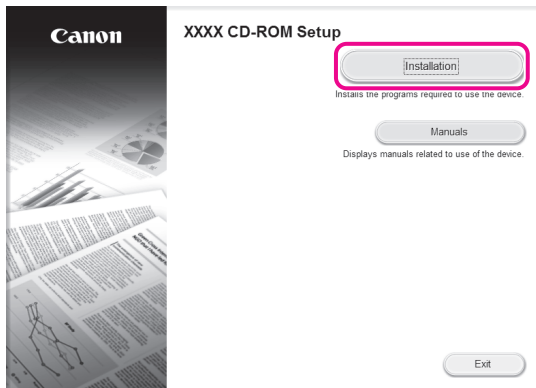 Canon
XXXX CD-ROM Setup
Installation
Installs the programs required to use the device.
Manuals
Displays manuals related to use of the device.
Exit